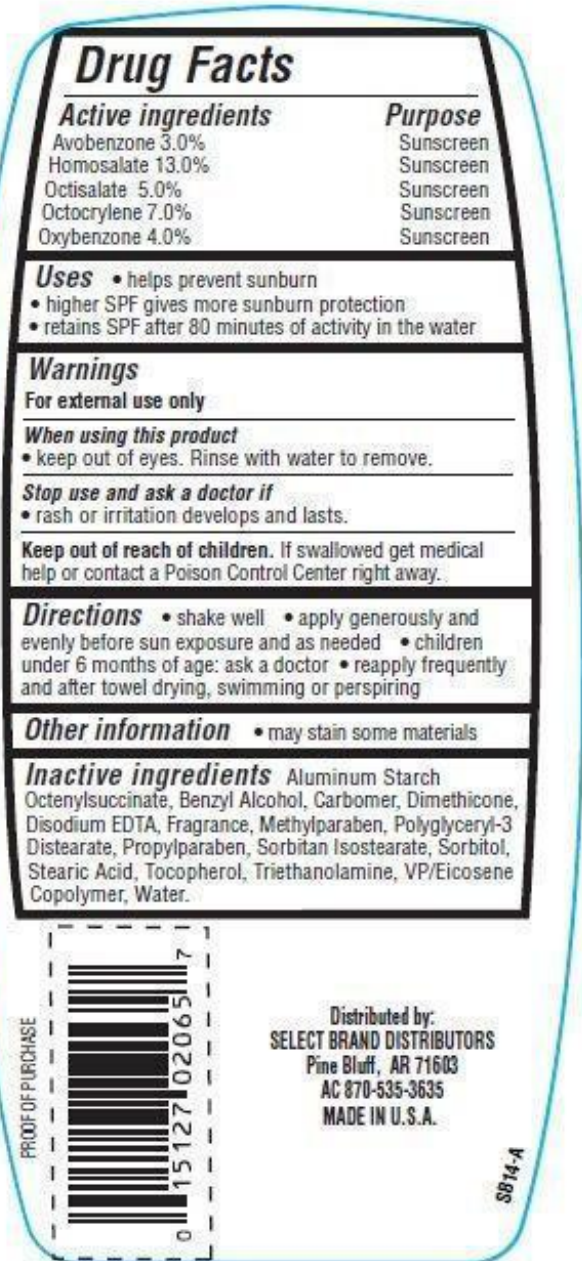 Drug Facts
Active ingredients Purpose
Avobenzone 3.0% Sunscreen
Homosalate 13.0% Sunscreen
Octisalate 5.0% Sunscreen
Octocrylene 7.0% Sunscreen
Oxybenzone 4.0% Sunscreen
Uses • helps prevent sunburn
• higher SPF gives more sunburn protection
• retains SPF after 80 minutes of activity in the water
Warnings
For external use only
When using this product
• keep out of eyes. Rinse with water to remove.
Stop use and ask a doctor if
• rash or irritation develops and lasts.
Keep out of reach of children. If swallowed get medical
help or contact a Poison Control Center right away.
Directions • shake well • apply generously and
evenly before sun exposure and as needed • children
under 6 months of age: ask a doctor • reapply frequently
and after towel drying, swimming or perspiring
Other information • may stain some materials
Inactive ingredients Aluminum Starch
Octenylsuccinate, Benzyl Alcohol, Carbomer, Dimethicone,
Disodium EDTA, Fragrance, Methylparaben, Polyglyceryl-3
Distearate, Propylparaben, Sorbitan Isostearate, Sorbitol,
Stearic Acid, Tocopherol, Triethanolamine, VP/Eicosene
Copolymer, Water.
PROOF OF PURCHASE
0 15127 02065 7
Distributed by:
SELECT BRAND DISTRIBUTORS
Pine Bluff, AR 71603
AC 870-535-3635
MADE IN U.S.A.
SB14-A